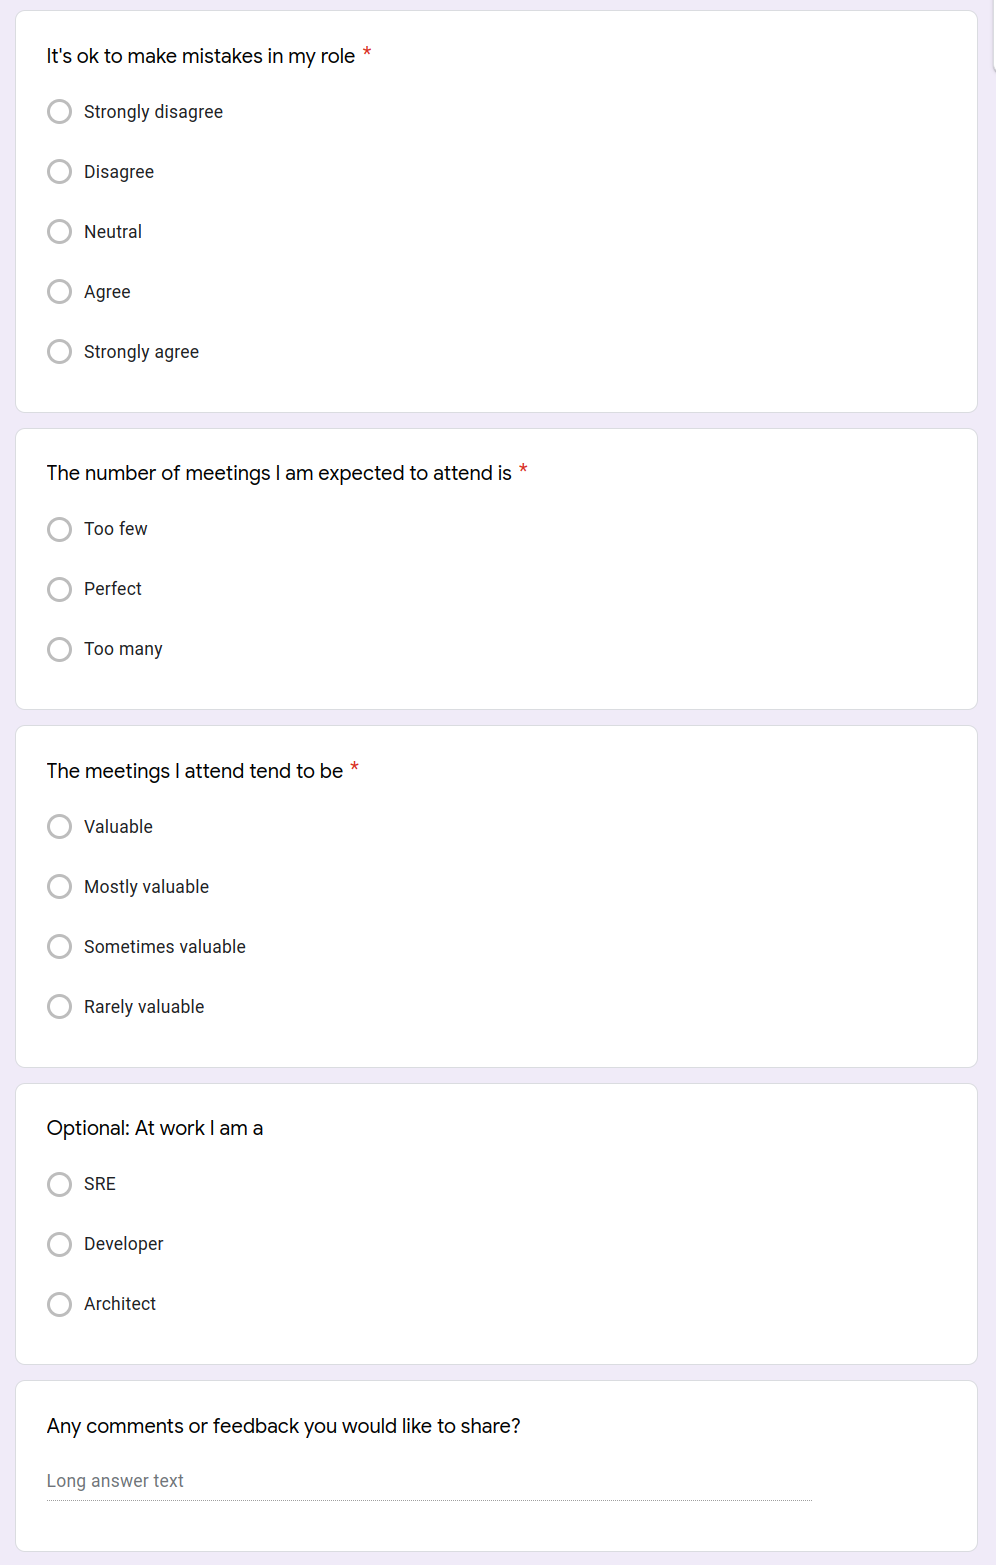 It's ok to make mistakes in my role *
Strongly disagree
Disagree
Neutral
Agree
Strongly agree
The number of meetings I am expected to attend is *
Too few
Perfect
Too many
The meetings I attend tend to be *
Valuable
Mostly valuable
Sometimes valuable
Rarely valuable
Optional: At work I am a
SRE
Developer
Architect
Any comments or feedback you would like to share?
Long answer text